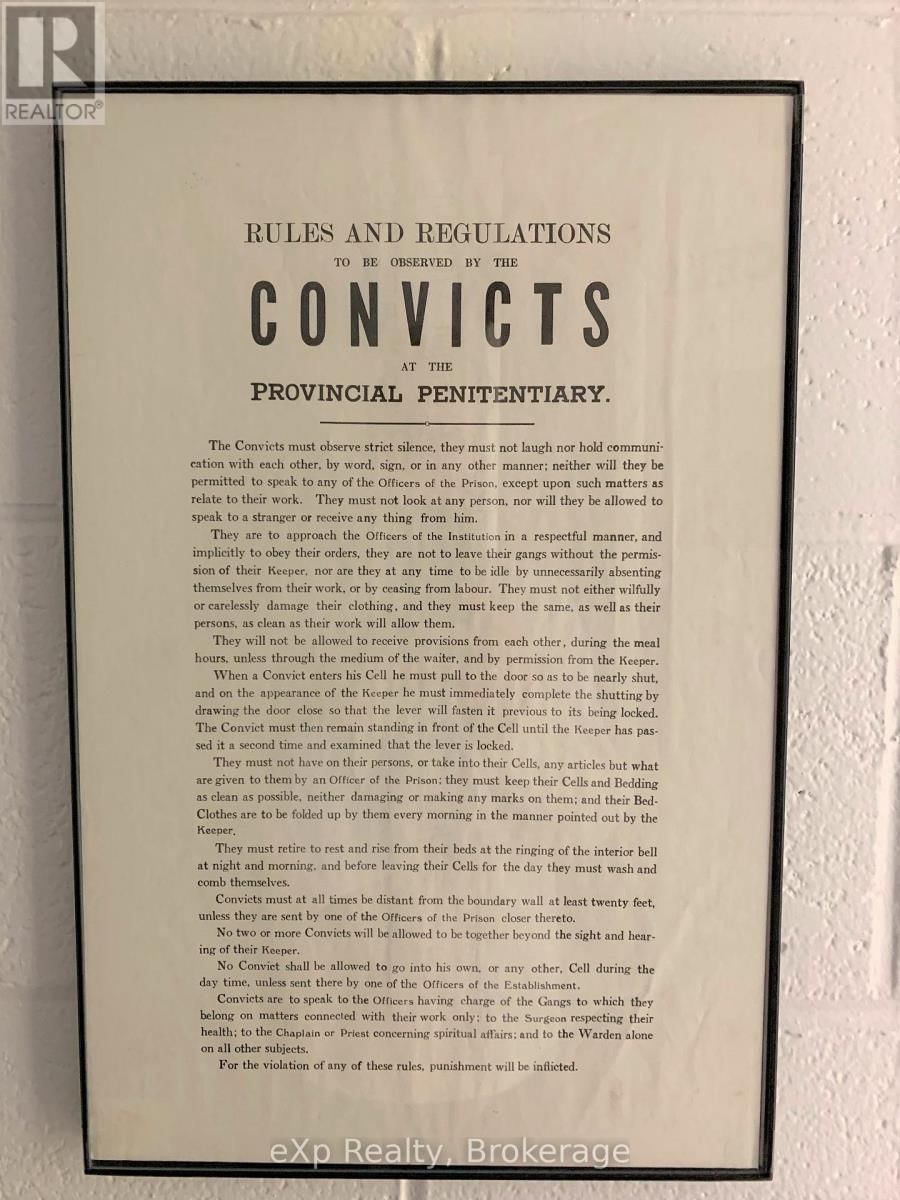 REALTOR®
RULES AND REGULATIONS
TO BE OBSERVED BY THE
CONVICTS
AT THE
PROVINCIAL PENITENTIARY.
The Convicts must observe strict silence, they must not laugh nor hold communi-
cation with each other, by word, sign, or in any other manner; neither will they be
permitted to speak to any of the Officers of the Prison, except upon such matters as
relate to their work. They must not look at any person, nor will they be allowed to
speak to a stranger or receive any thing from him.
They are to approach the Officers of the Institution in a respectful manner, and
implicitly to obey their orders, they are not to leave their gangs without the permis-
sion of their Keeper, nor are they at any time to be idle by unnecessarily absenting
themselves from their work, or by ceasing from labour. They must not either wilfully
or carelessly damage their clothing, and they must keep the same, as well as their
persons, as clean as their work will allow them.
They will not be allowed to receive provisions from each other, during the meal
hours, unless through the medium of the waiter, and by permission from the Keeper.
When a Convict enters his Cell he must pull to the door so as to be nearly shut,
and on the appearance of the Keeper he must immediately complete the shutting by
drawing the door close so that the lever will fasten it previous to its being locked.
The Convict must then remain standing in front of the Cell until the Keeper has pas-
sed it a second time and examined that the lever is locked.
They must not have on their persons, or take into their Cells, any articles but what
are given to them by an Officer of the Prison; they must keep their Cells and Bedding
as clean as possible, neither damaging or making any marks on them; and their Bed-
Clothes are to be folded up by them every morning in the manner pointed out by the
Keeper.
They must retire to rest and rise from their beds at the ringing of the interior bell
at night and morning, and before leaving their Cells for the day they must wash and
comb themselves.
Convicts must at all times be distant from the boundary wall at least twenty feet,
unless they are sent by one of the Officers of the Prison closer thereto.
No two or more Convicts will be allowed to be together beyond the sight and hear-
ing of their Keeper.
No Convict shall be allowed to go into his own, or any other, Cell during the
day time, unless sent there by one of the Officers of the Establishment.
Convicts are to speak to the Officers having charge of the Gangs to which they
belong on matters connected with their work only; to the Surgeon respecting their
health; to the Chaplain or Priest concerning spiritual affairs; and to the Warden alone
on all other subjects.
For the violation of any of these rules, punishment will be inflicted.
eXp Realty, Brokerage